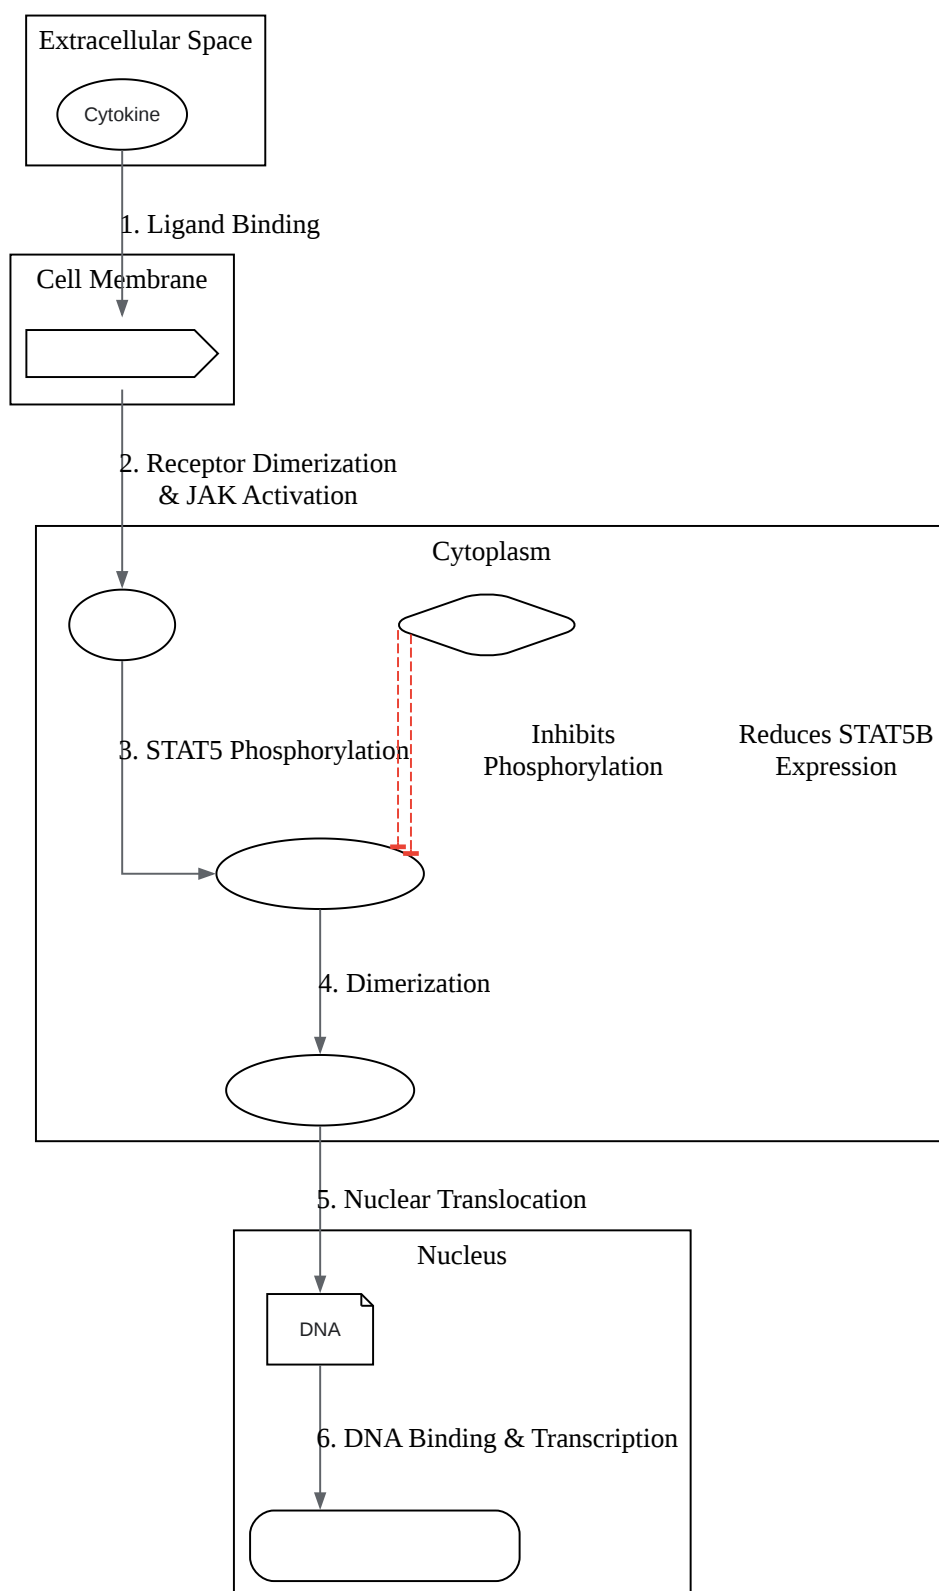 Extracellular Space
Cytokine
1. Ligand Binding
Cell Membrane
2. Receptor Dimerization
& JAK Activation
Cytoplasm
3. STAT5 Phosphorylation
Inhibits
Phosphorylation
Reduces STAT5B
Expression
4. Dimerization
5. Nuclear Translocation
Nucleus
DNA
6. DNA Binding & Transcription